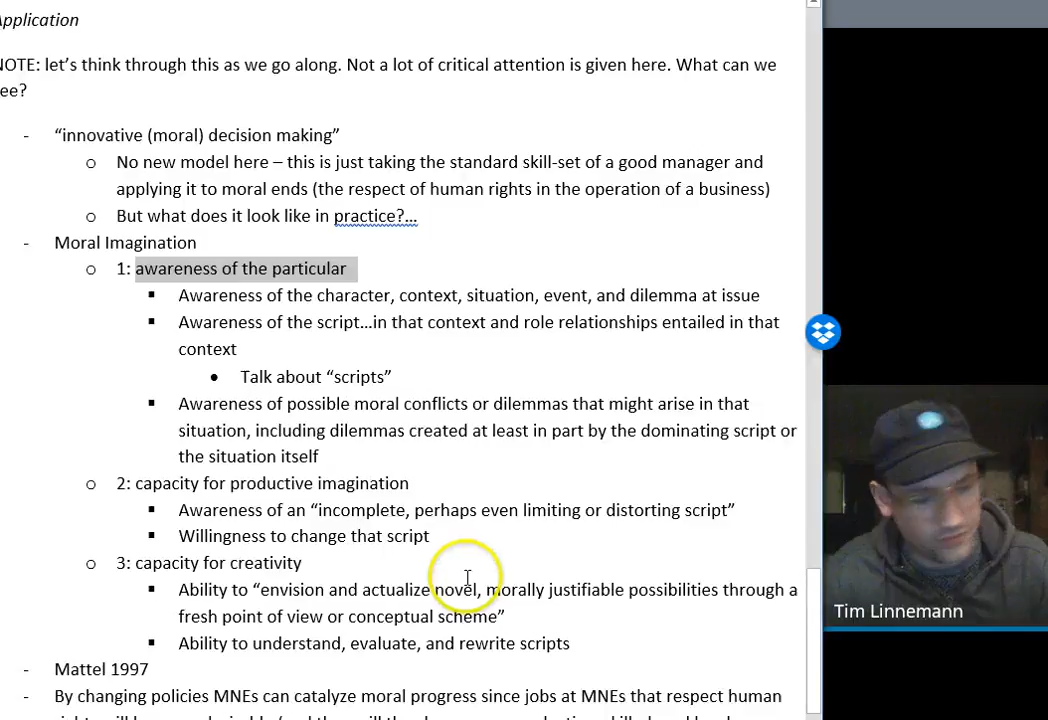 Application
NOTE: let's think through this as we go along. Not a lot of critical attention is given here. What can we
see?
- "innovative (moral) decision making"
o No new model here – this is just taking the standard skill-set of a good manager and
applying it to moral ends (the respect of human rights in the operation of a business)
o But what does it look like in practice?...
- Moral Imagination
o 1: awareness of the particular
▪ Awareness of the character, context, situation, event, and dilemma at issue
▪ Awareness of the script...in that context and role relationships entailed in that
context
• Talk about "scripts"
▪ Awareness of possible moral conflicts or dilemmas that might arise in that
situation, including dilemmas created at least in part by the dominating script or
the situation itself
o 2: capacity for productive imagination
▪ Awareness of an "incomplete, perhaps even limiting or distorting script"
▪ Willingness to change that script
o 3: capacity for creativity
▪ Ability to "envision and actualize novel, morally justifiable possibilities through a
fresh point of view or conceptual scheme"
▪ Ability to understand, evaluate, and rewrite scripts
- Mattel 1997
- By changing policies MNEs can catalyze moral progress since jobs at MNEs that respect human
Tim Linnemann